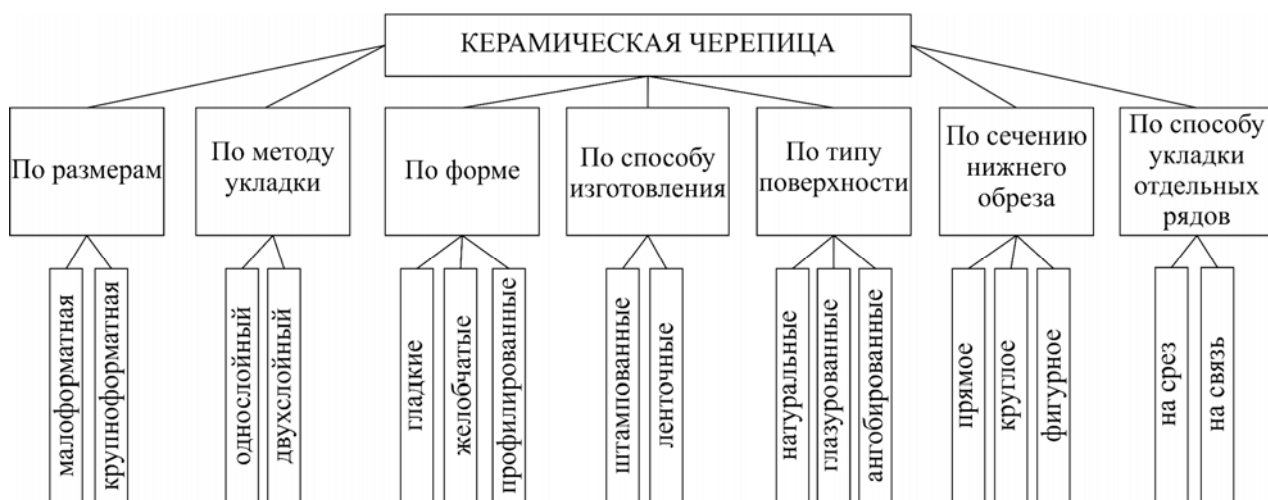 КЕРАМИЧЕСКАЯ ЧЕРЕПИЦА
По размерам
По методу
укладки
По форме
По способу
изготовления
По типу
поверхности
По сечению
нижнего
обреза
По способу
укладки
отдельных
рядов
малоформатная
крупноформатная
однослойный
двухслойный
гладкие
желобчатые
профилированные
штампованные
ленточные
натуральные
глазурованные
ангобированные
прямое
круглое
фигурное
на срез
на связь